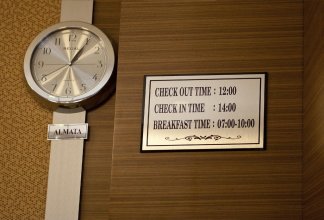 ALMATA
CHECK OUT TIME : 12:00
CHECK IN TIME : 14:00
BREAKFAST TIME : 07:00-10:00